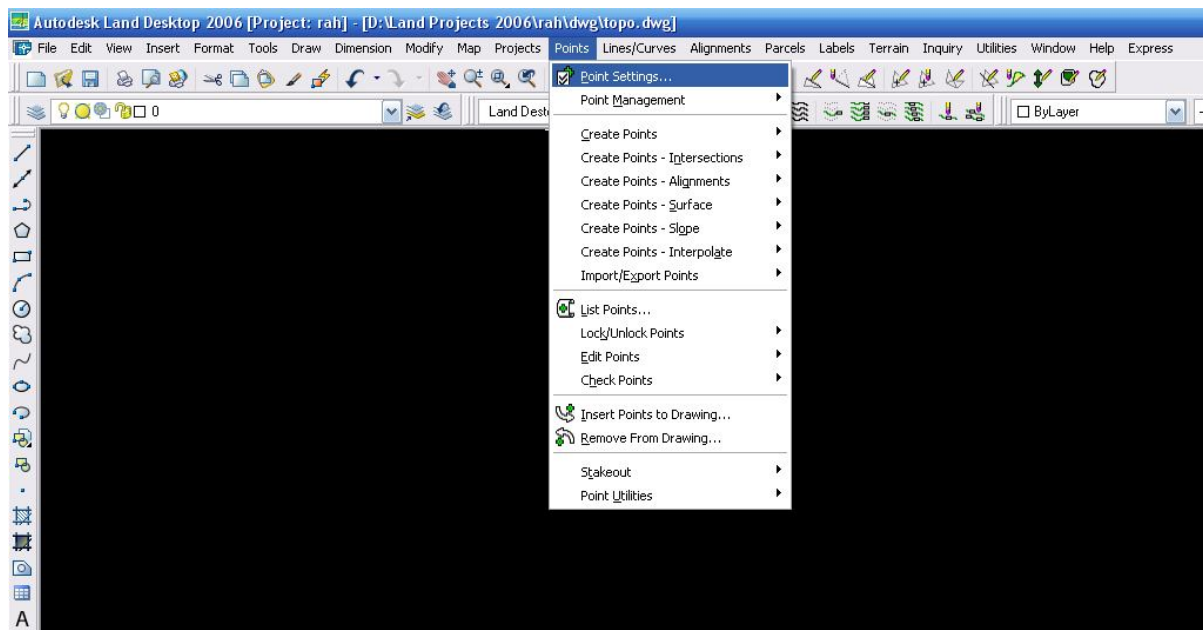 Autodesk Land Desktop 2006 [Project: rah] - [D:\Land Projects 2006\rah\dwg\topo.dwg]
File Edit View Insert Format Tools Draw Dimension Modify Map Projects Points Lines/Curves Alignments Parcels Labels Terrain Inquiry Utilities Window Help Express
Point Settings...
Point Management
0
Land
ByLayer
Create Points
Create Points - Intersections
Create Points - Alignments
Create Points - Surface
Create Points - Slope
Create Points - Interpolate
Import/Export Points
List Points...
Lock/Unlock Points
Edit Points
Check Points
Insert Points to Drawing...
Remove From Drawing...
Stakeout
Point Utilities
A